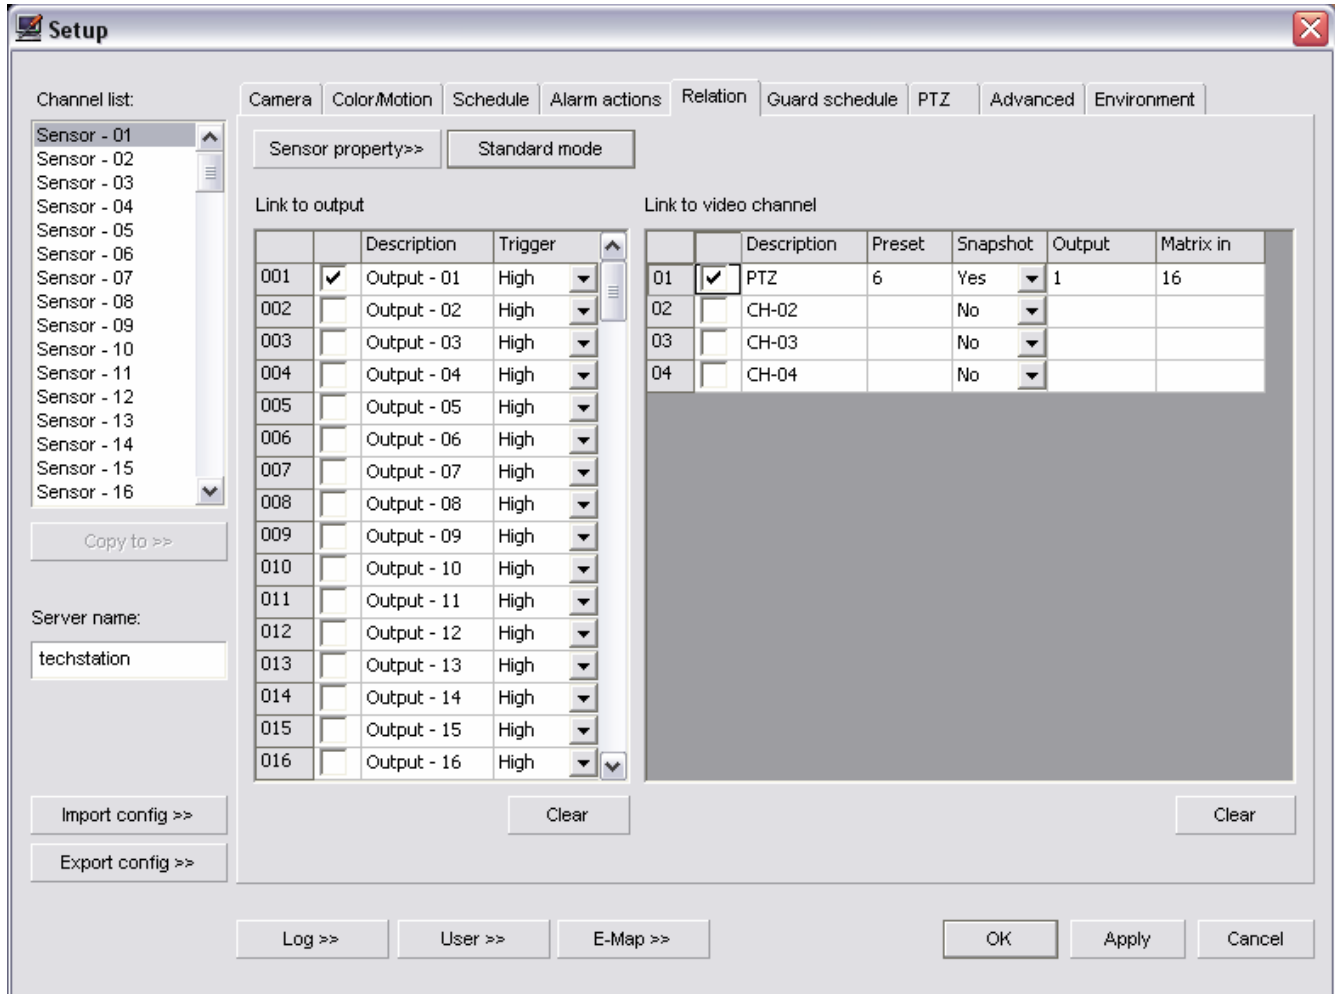 Setup
Channel list:
Sensor - 01
Sensor - 02
Sensor - 03
Sensor - 04
Sensor - 05
Sensor - 06
Sensor - 07
Sensor - 08
Sensor - 09
Sensor - 10
Sensor - 11
Sensor - 12
Sensor - 13
Sensor - 14
Sensor - 15
Sensor - 16
Copy to >>
Server name:
techstation
Import config >>
Export config >>
Camera Color/Motion Schedule Alarm actions Relation Guard schedule PTZ Advanced Environment
Sensor property>> Standard mode
Link to output
Description Trigger
001 Output - 01 High
002 Output - 02 High
003 Output - 03 High
004 Output - 04 High
005 Output - 05 High
006 Output - 06 High
007 Output - 07 High
008 Output - 08 High
009 Output - 09 High
010 Output - 10 High
011 Output - 11 High
012 Output - 12 High
013 Output - 13 High
014 Output - 14 High
015 Output - 15 High
016 Output - 16 High
Clear
Link to video channel
Description Preset Snapshot Output Matrix in
01 PTZ 6 Yes 1 16
02 CH-02 No
03 CH-03 No
04 CH-04 No
Clear
Log >> User >> E-Map >> OK Apply Cancel